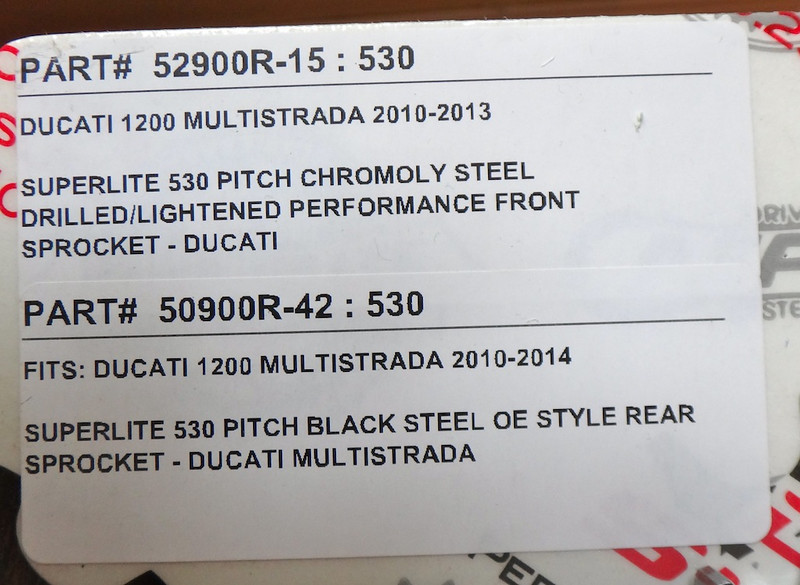 PART# 52900R-15 : 530
DUCATI 1200 MULTISTRADA 2010-2013
SUPERLITE 530 PITCH CHROMOLY STEEL
DRILLED/LIGHTENED PERFORMANCE FRONT
SPROCKET - DUCATI
PART# 50900R-42 : 530
FITS: DUCATI 1200 MULTISTRADA 2010-2014
SUPERLITE 530 PITCH BLACK STEEL OE STYLE REAR
SPROCKET - DUCATI MULTISTRADA